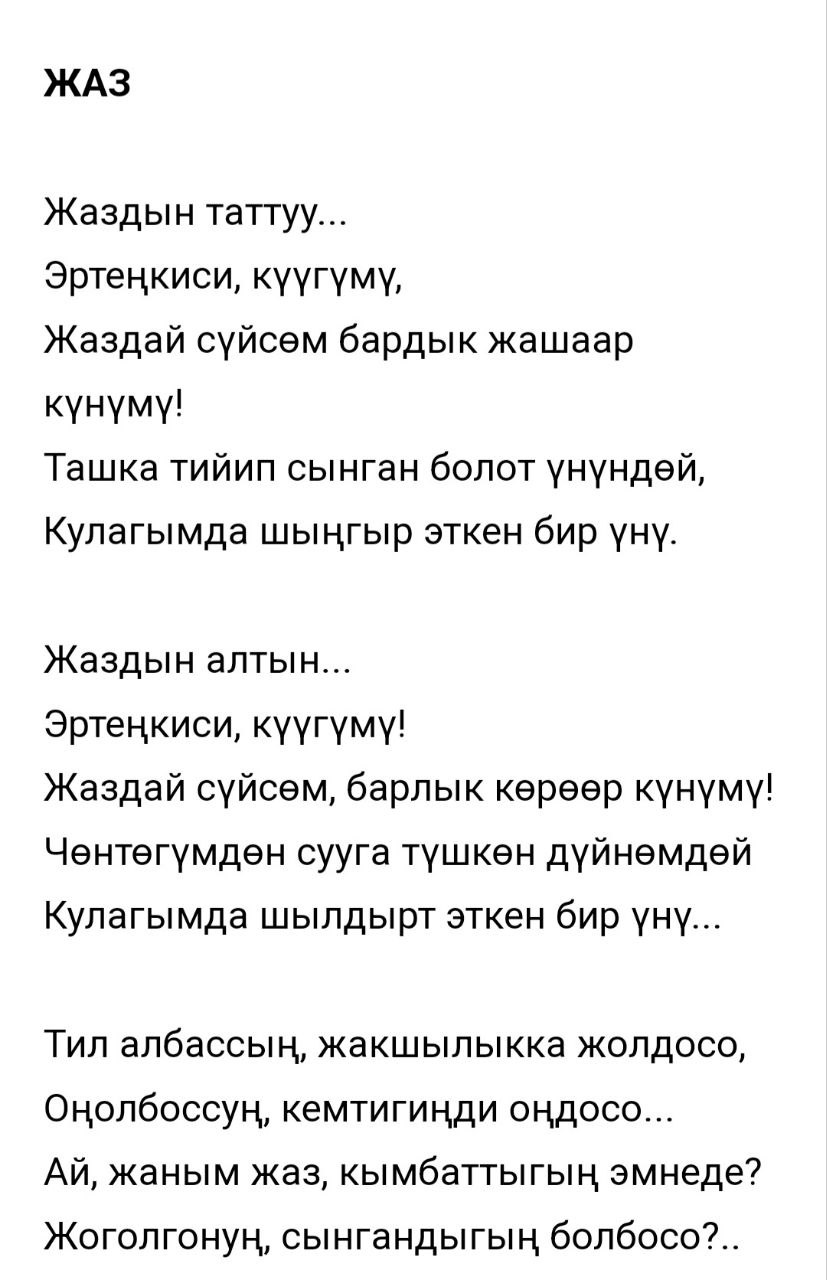 ЖАЗ
Жаздын таттуу...
Эртеңкиси, күүгүмү,
Жаздай сүйсөм бардык жашаар
күнүмү!
Ташка тийип сынган болот үнүндөй,
Кулагымда шыңгыр эткен бир үнү.
Жаздын алтын...
Эртеңкиси, күүгүмү!
Жаздай сүйсөм, барлык көрөөр күнүмү!
Чөнтөгүмдөн сууга түшкөн дүйнөмдөй
Кулагымда шылдырт эткен бир үнү...
Тил албассың, жакшылыкка жолдосо,
Оңолбоссуң, кемтигиңди оңдосо...
Ай, жаным жаз, кымбаттыгың эмнеде?
Жоголгонуң, сынгандыгың болбосо?..